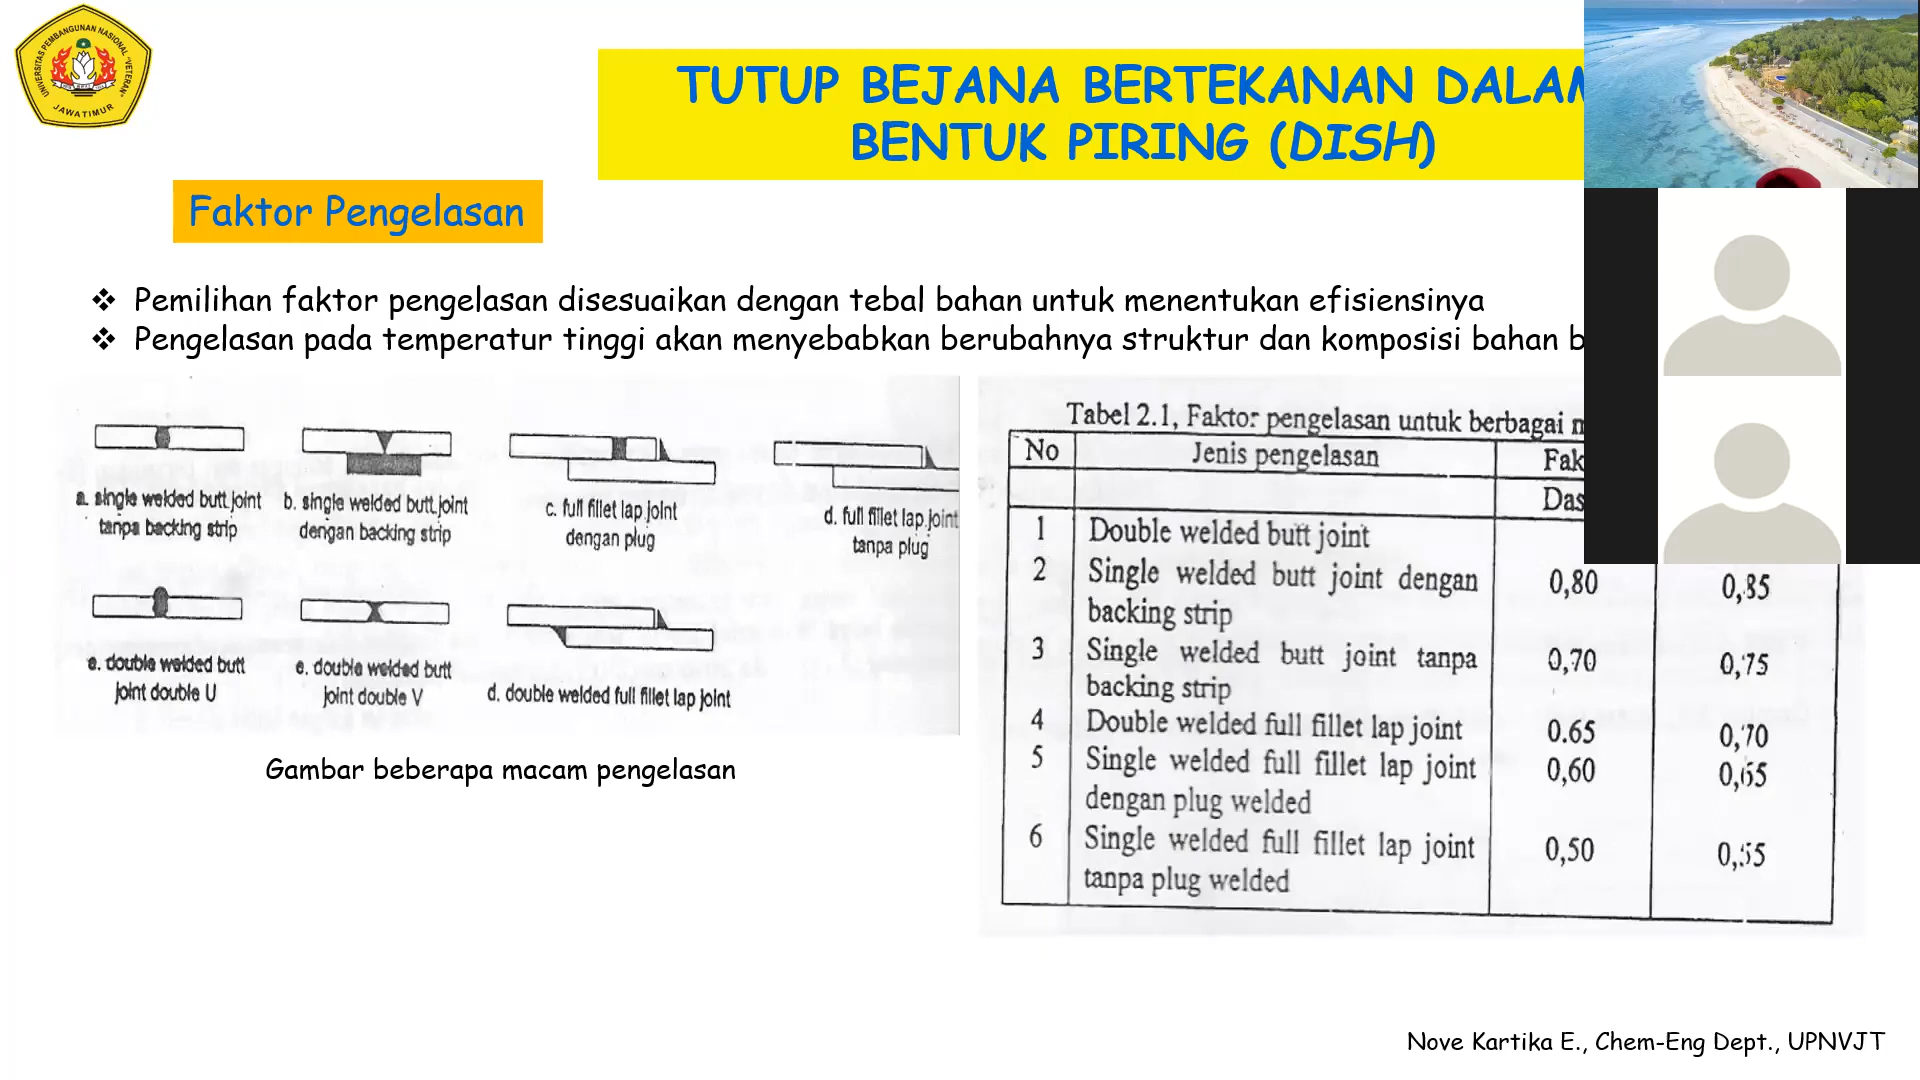 UNIVERSITAS PEMBANGUNAN NASIONAL "VETERAN"
JAWA TIMUR
TUTUP BEJANA BERTEKANAN DALAM
BENTUK PIRING (DISH)
Faktor Pengelasan
❖ Pemilihan faktor pengelasan disesuaikan dengan tebal bahan untuk menentukan efisiensinya
❖ Pengelasan pada temperatur tinggi akan menyebabkan berubahnya struktur dan komposisi bahan b
a. single welded butt joint
tanpa backing strip
b. single welded butt joint
dengan backing strip
c. full fillet lap joint
dengan plug
d. full fillet lap joint
tanpa plug
e. double welded butt
joint double U
e. double welded butt
joint double V
d. double welded full fillet lap joint
Gambar beberapa macam pengelasan
Tabel 2.1, Faktor pengelasan untuk berbagai m
No Jenis pengelasan Fak
Das
1 Double welded butt joint
2 Single welded butt joint dengan 0,80 0,85
backing strip
3 Single welded butt joint tanpa 0,70 0,75
backing strip
4 Double welded full fillet lap joint 0.65 0,70
5 Single welded full fillet lap joint 0,60 0,65
dengan plug welded
6 Single welded full fillet lap joint 0,50 0,55
tanpa plug welded
Nove Kartika E., Chem-Eng Dept., UPNVJT